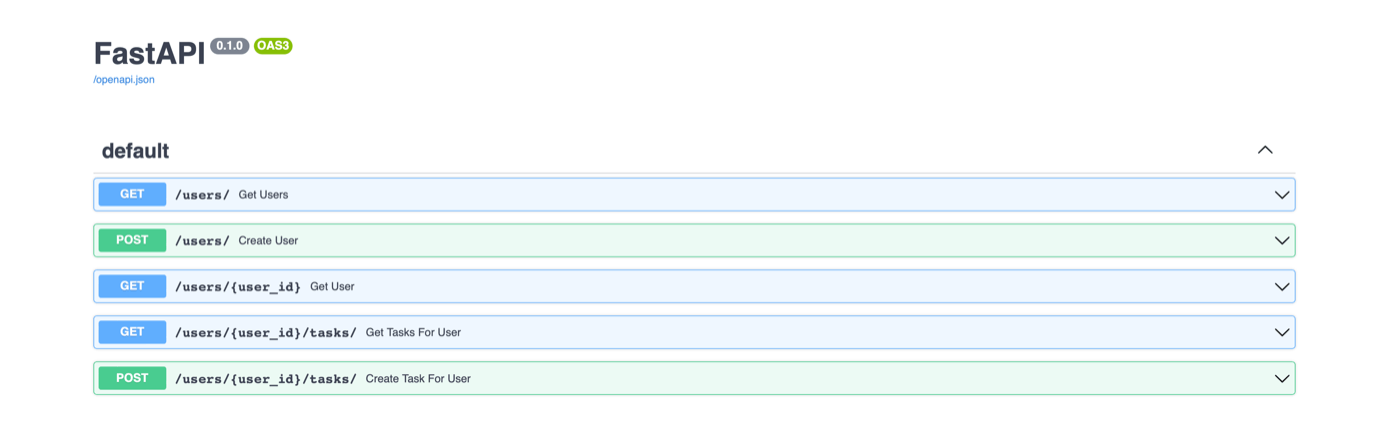 FastAPI 0.1.0 OAS3
/openapi.json
default
GET /users/ Get Users
POST /users/ Create User
GET /users/{user_id} Get User
GET /users/{user_id}/tasks/ Get Tasks For User
POST /users/{user_id}/tasks/ Create Task For User